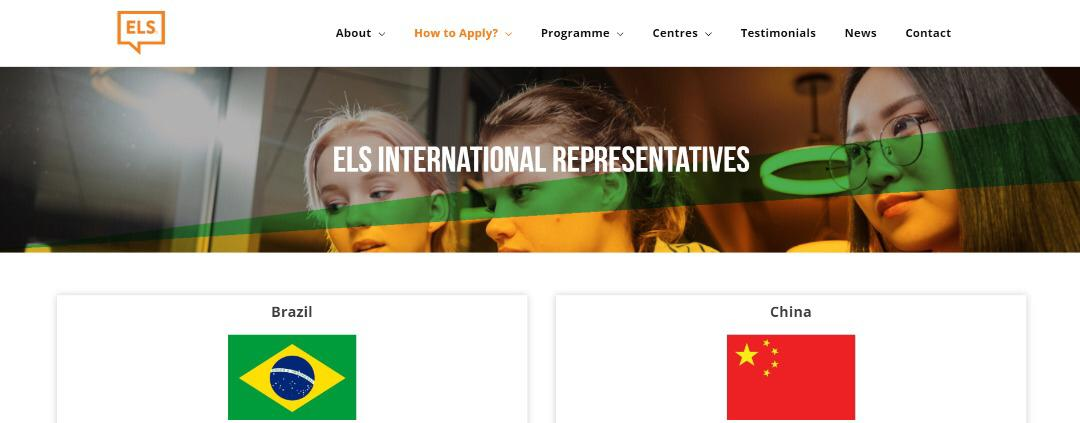 ELS
About
How to Apply?
Programme
Centres
Testimonials
News
Contact
ELS INTERNATIONAL REPRESENTATIVES
Brazil
China